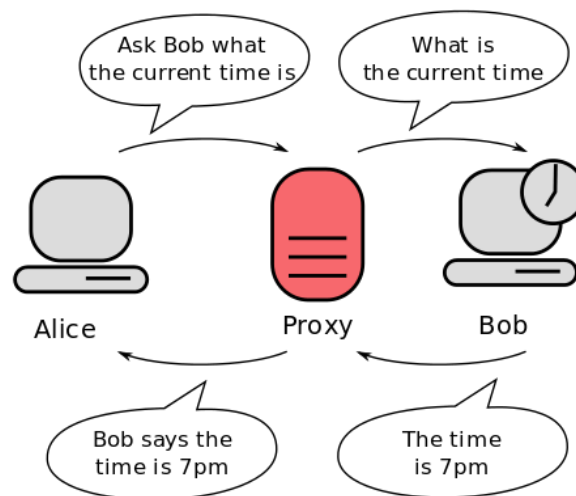 Ask Bob what
the current time is
What is
the current time
Alice
Proxy
Bob
Bob says the
time is 7pm
The time
is 7pm